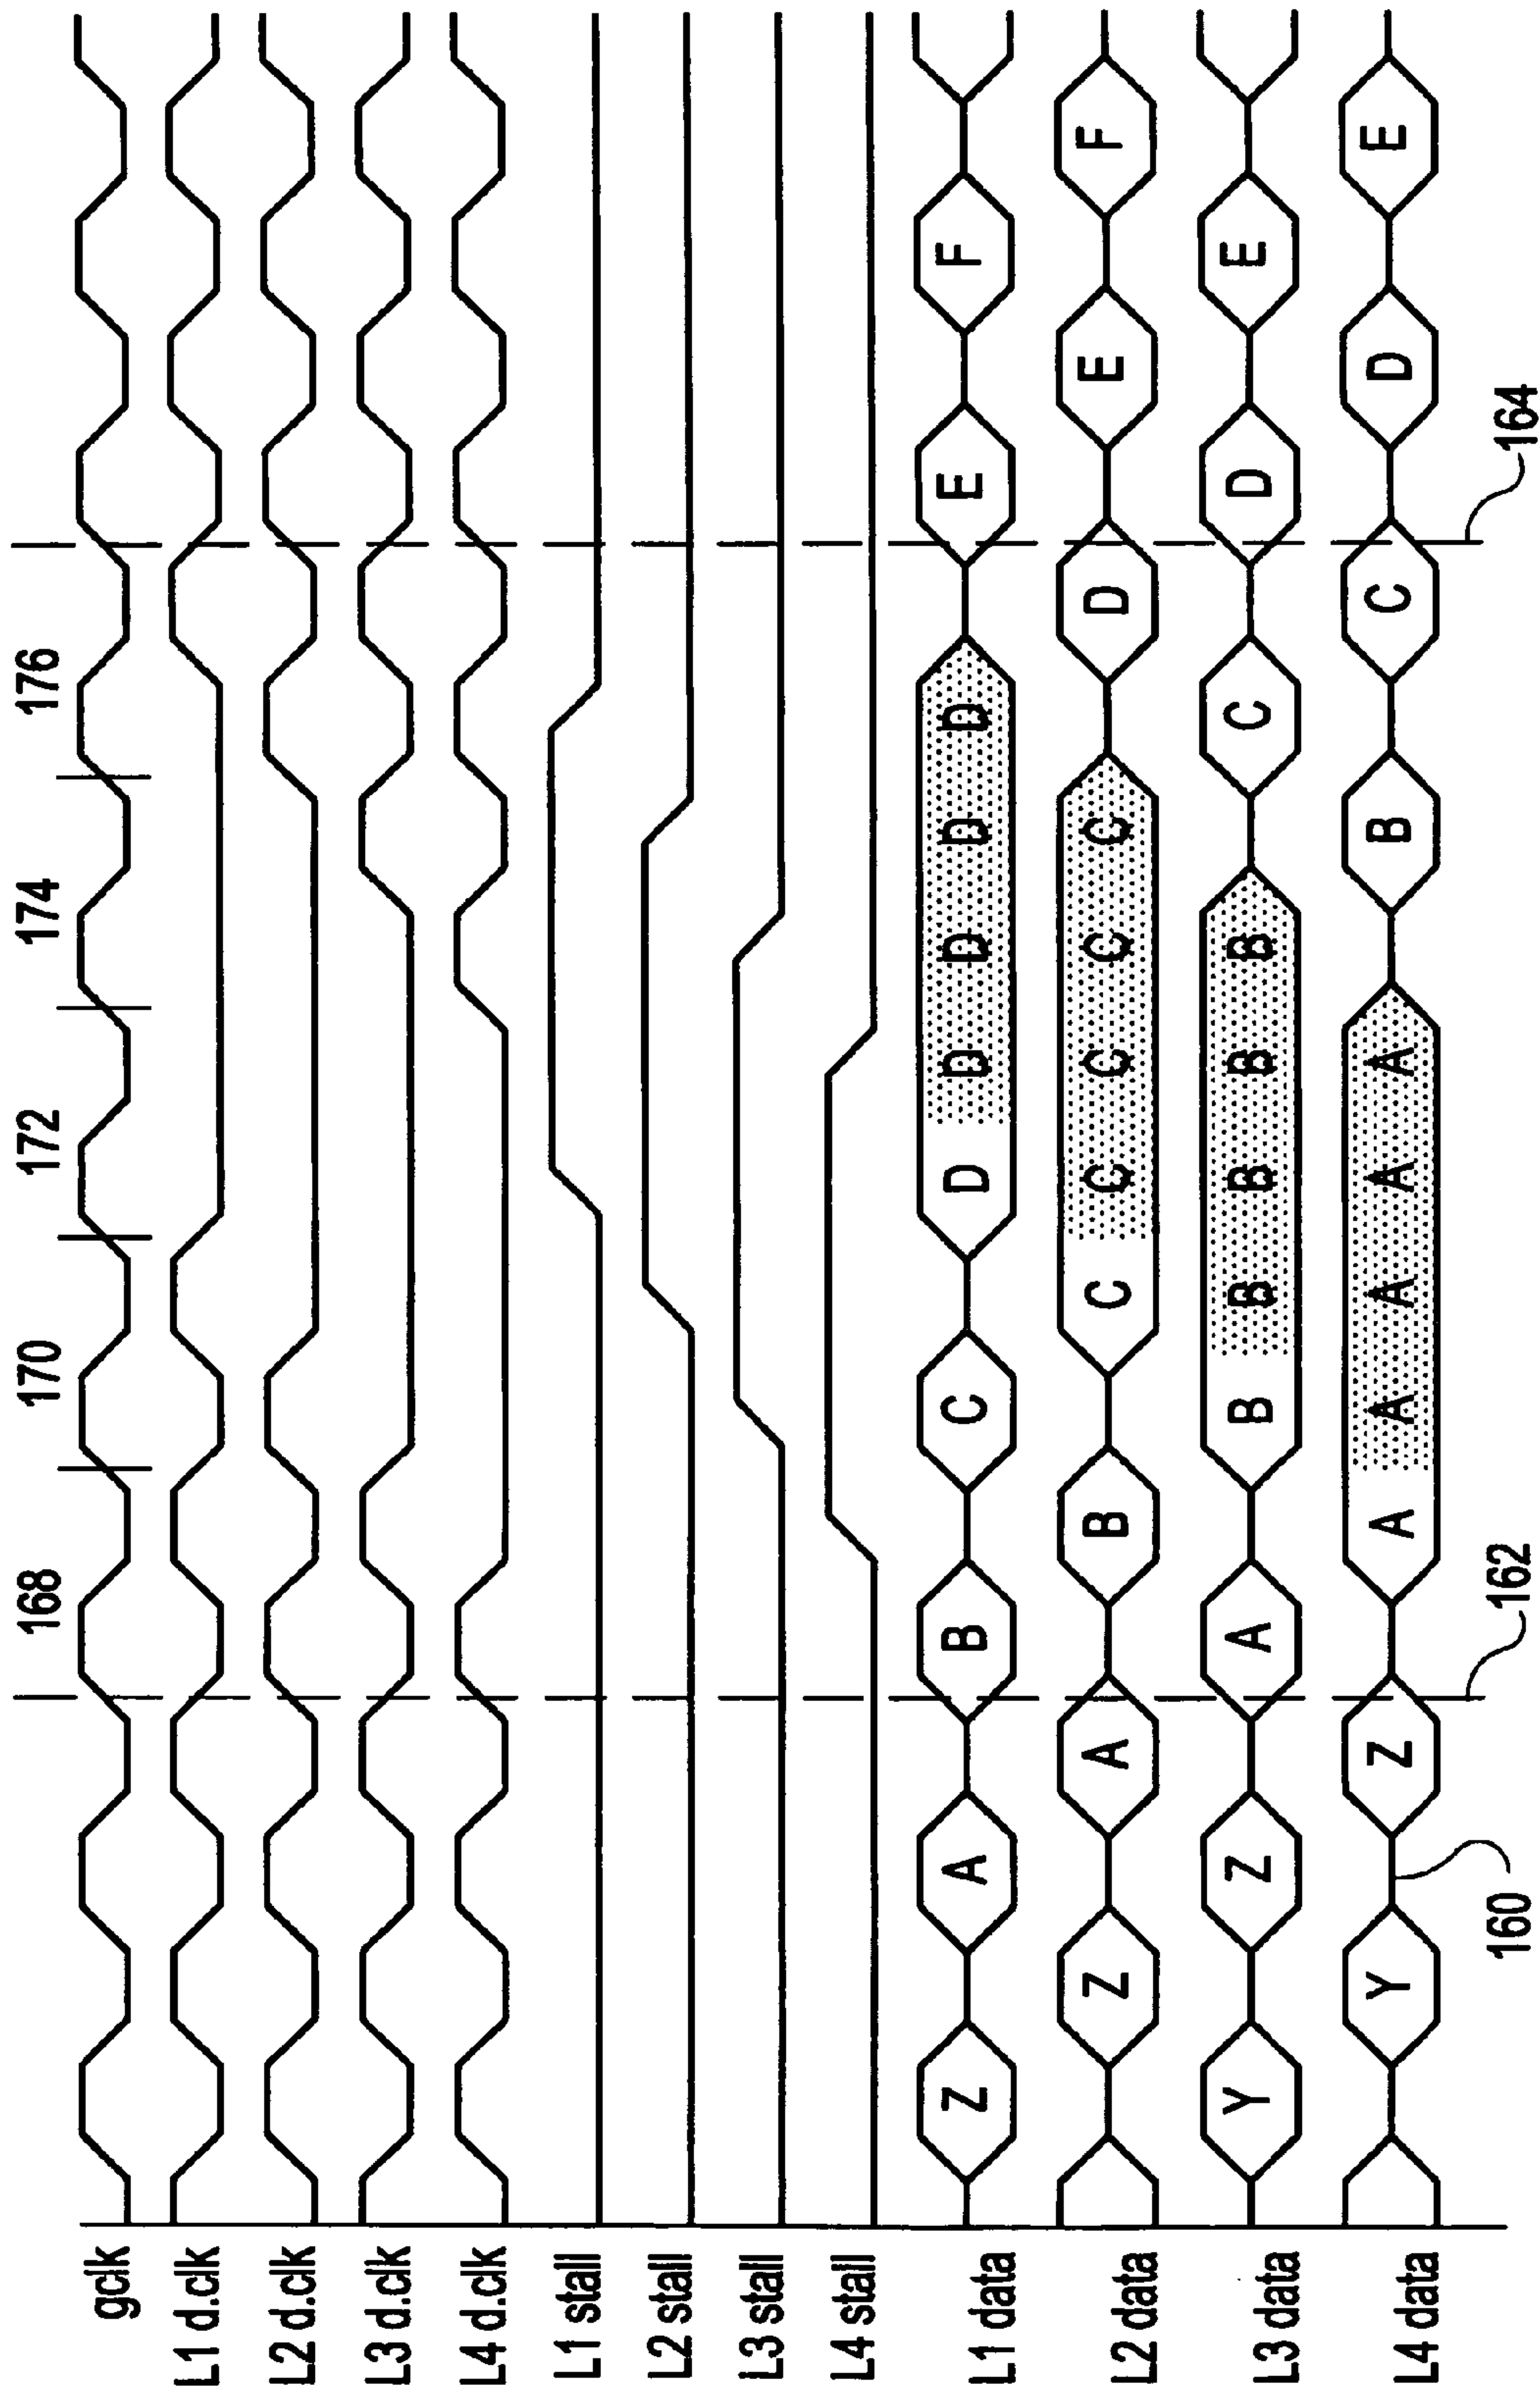 168 170 172 174 176
gclk
L1 d.clk
L2 d.clk
L3 d.clk
L4 d.clk
L1 stall
L2 stall
L3 stall
L4 stall
L1 data Z A B C D D D D D E F
L2 data Z A B C C C C C D E F
L3 data Y Z A B B B B B C D E
L4 data Y Z A A A A A B C D E
160 162 164